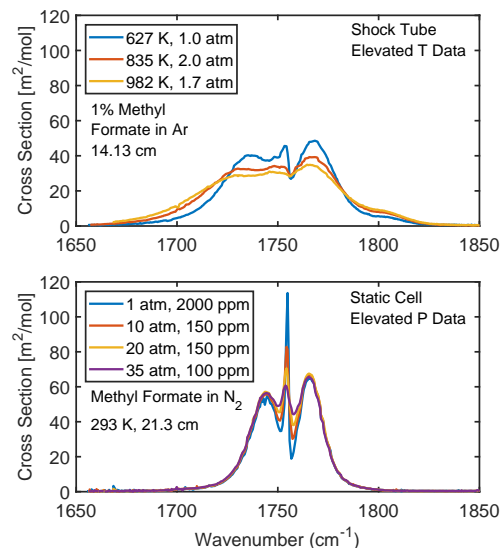 Cross Section [m²/mol]
120
100
80
60
40
20
0
627 K, 1.0 atm
835 K, 2.0 atm
982 K, 1.7 atm
Shock Tube
Elevated T Data
1% Methyl
Formate in Ar
14.13 cm
1650 1700 1750 1800 1850
Cross Section [m²/mol]
120
100
80
60
40
20
0
1 atm, 2000 ppm
10 atm, 150 ppm
20 atm, 150 ppm
35 atm, 100 ppm
Static Cell
Elevated P Data
Methyl Formate in N₂
293 K, 21.3 cm
1650 1700 1750 1800 1850
Wavenumber (cm⁻¹)